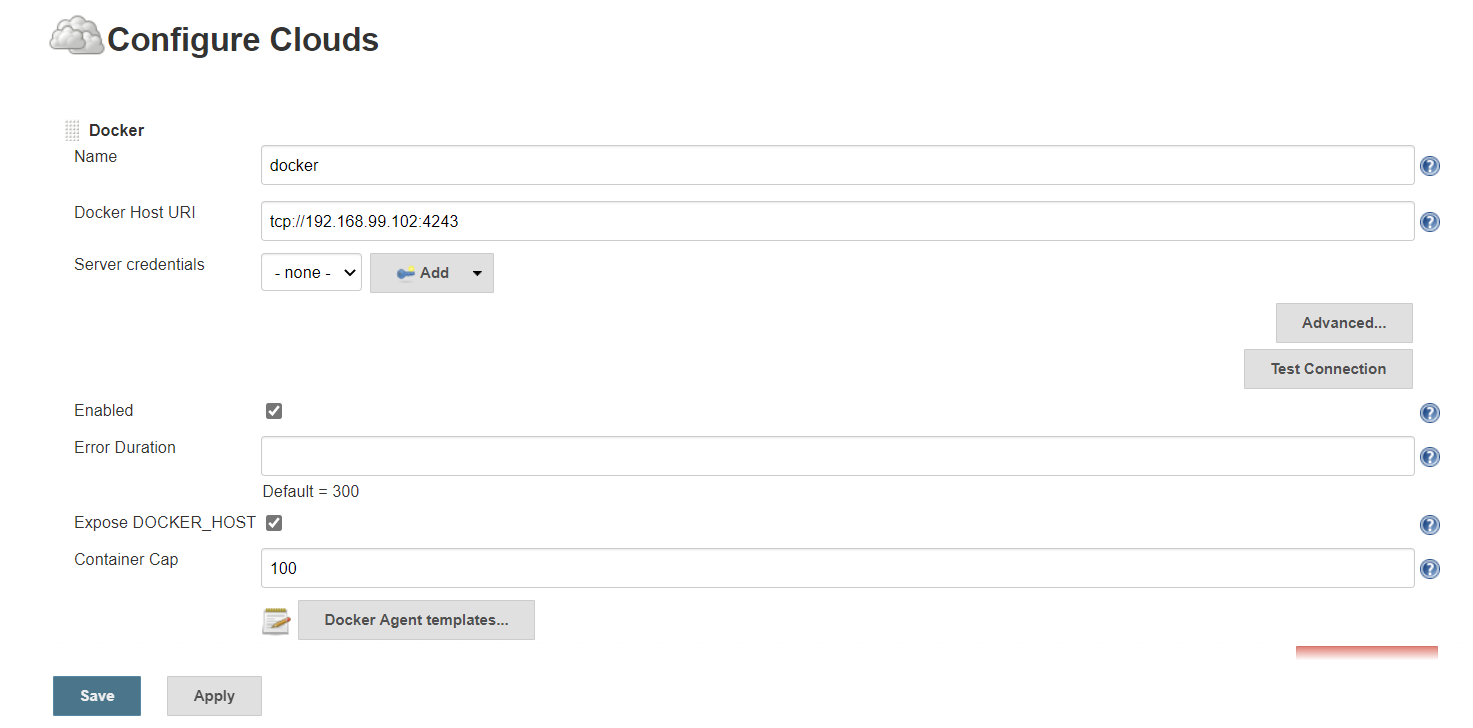 Configure Clouds
Docker
Name
docker
Docker Host URI
tcp://192.168.99.102:4243
Server credentials
- none -
Add
Advanced...
Test Connection
Enabled
Error Duration
Default = 300
Expose DOCKER_HOST
Container Cap
100
Docker Agent templates...
Save
Apply